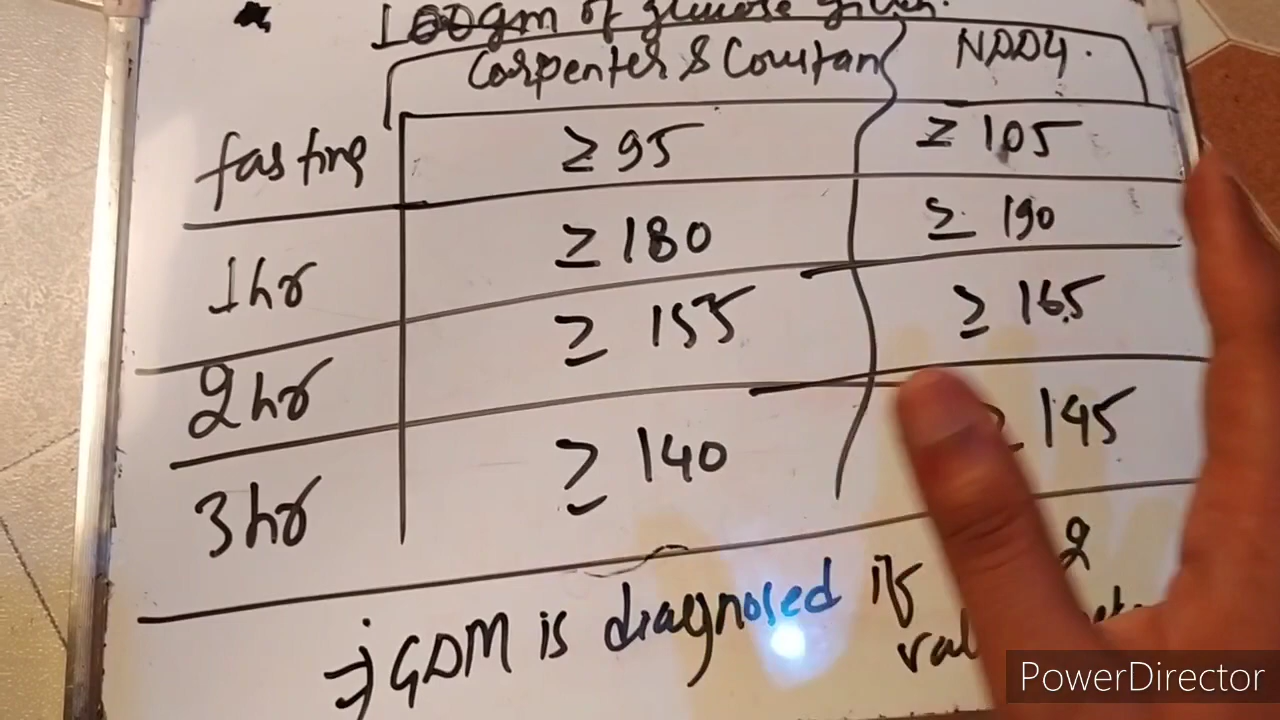 100gm of glucose given.
Carpenter & Coustan NDDG.
fasting ≥ 95 ≥ 105
1hr ≥ 180 ≥ 190
2hr ≥ 155 ≥ 165
3hr ≥ 140 ≥ 145
⇒ GDM is diagnosed if 2
PowerDirector